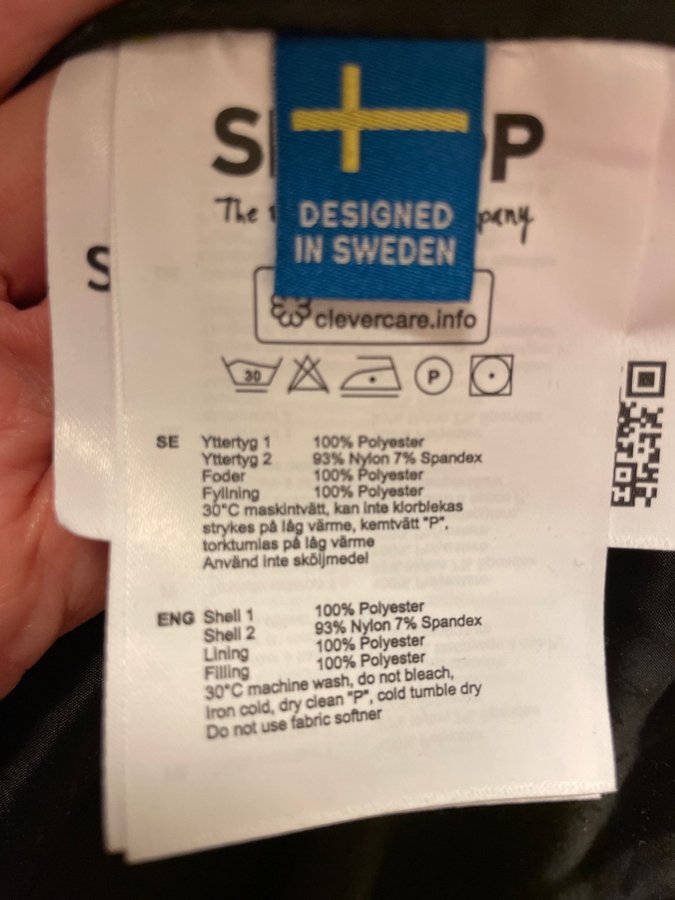 S P
The pany
DESIGNED
IN SWEDEN
S
clevercare.info
30 P
SE Yttertyg 1 100% Polyester
Yttertyg 2 93% Nylon 7% Spandex
Foder 100% Polyester
Fyllning 100% Polyester
30°C maskintvätt, kan inte klorblekas
strykes på låg värme, kemtvätt "P",
torktumlas på låg värme
Använd inte sköljmedel
ENG Shell 1 100% Polyester
Shell 2 93% Nylon 7% Spandex
Lining 100% Polyester
Filling 100% Polyester
30°C machine wash, do not bleach,
Iron cold, dry clean "P", cold tumble dry
Do not use fabric softner